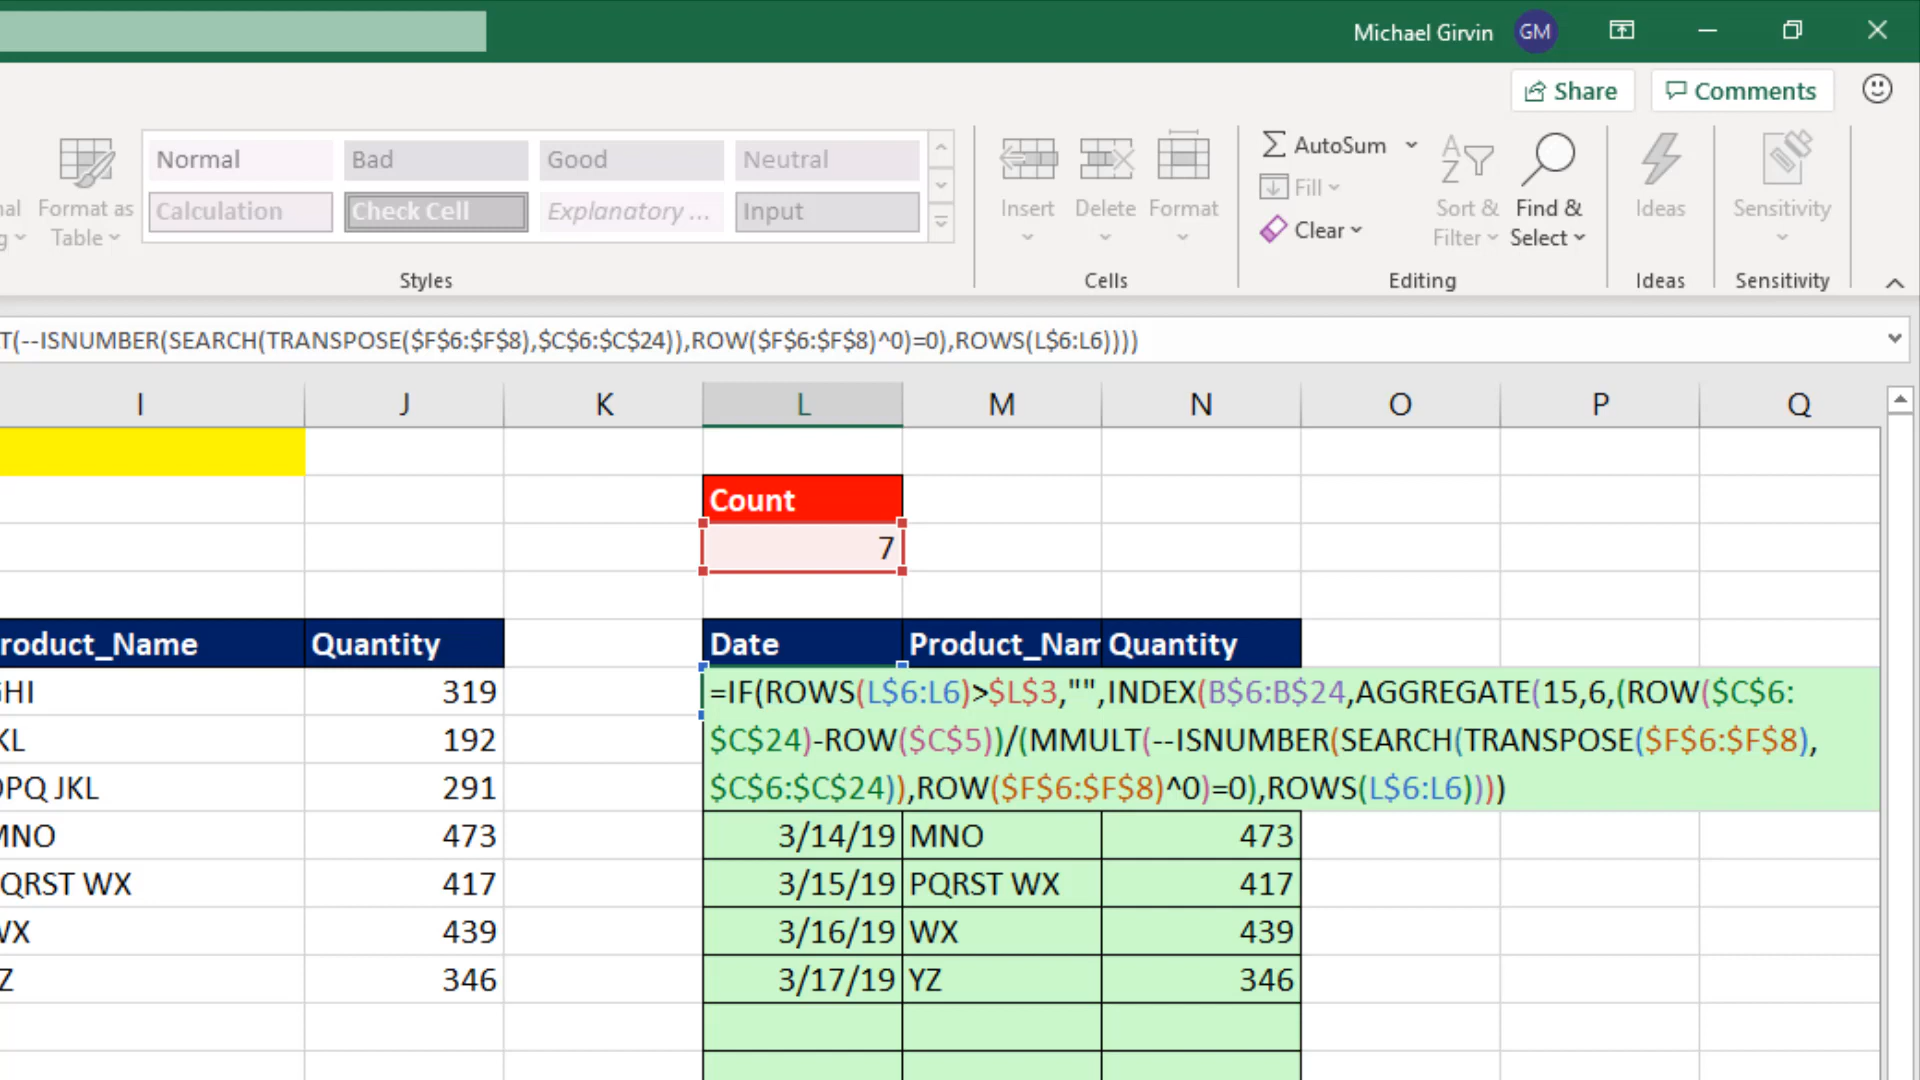 Michael Girvin GM
Share Comments
Normal Bad Good Neutral
Calculation Check Cell Explanatory ... Input
Format as
Table
Insert Delete Format
AutoSum
Fill
Clear
Sort &
Filter
Find &
Select
Ideas
Sensitivity
Styles Cells Editing Ideas Sensitivity
T(--ISNUMBER(SEARCH(TRANSPOSE($F$6:$F$8),$C$6:$C$24)),ROW($F$6:$F$8)^0)=0),ROWS(L$6:L6))))
I J K L M N O P Q
Count
7
roduct_Name Quantity Date Product_Nam Quantity
HI 319 =IF(ROWS(L$6:L6)>$L$3,"",INDEX(B$6:B$24,AGGREGATE(15,6,(ROW($C$6:
KL 192 $C$24)-ROW($C$5))/(MMULT(--ISNUMBER(SEARCH(TRANSPOSE($F$6:$F$8),
OPQ JKL 291 $C$6:$C$24)),ROW($F$6:$F$8)^0)=0),ROWS(L$6:L6))))
MNO 473 3/14/19 MNO 473
QRST WX 417 3/15/19 PQRST WX 417
WX 439 3/16/19 WX 439
Z 346 3/17/19 YZ 346